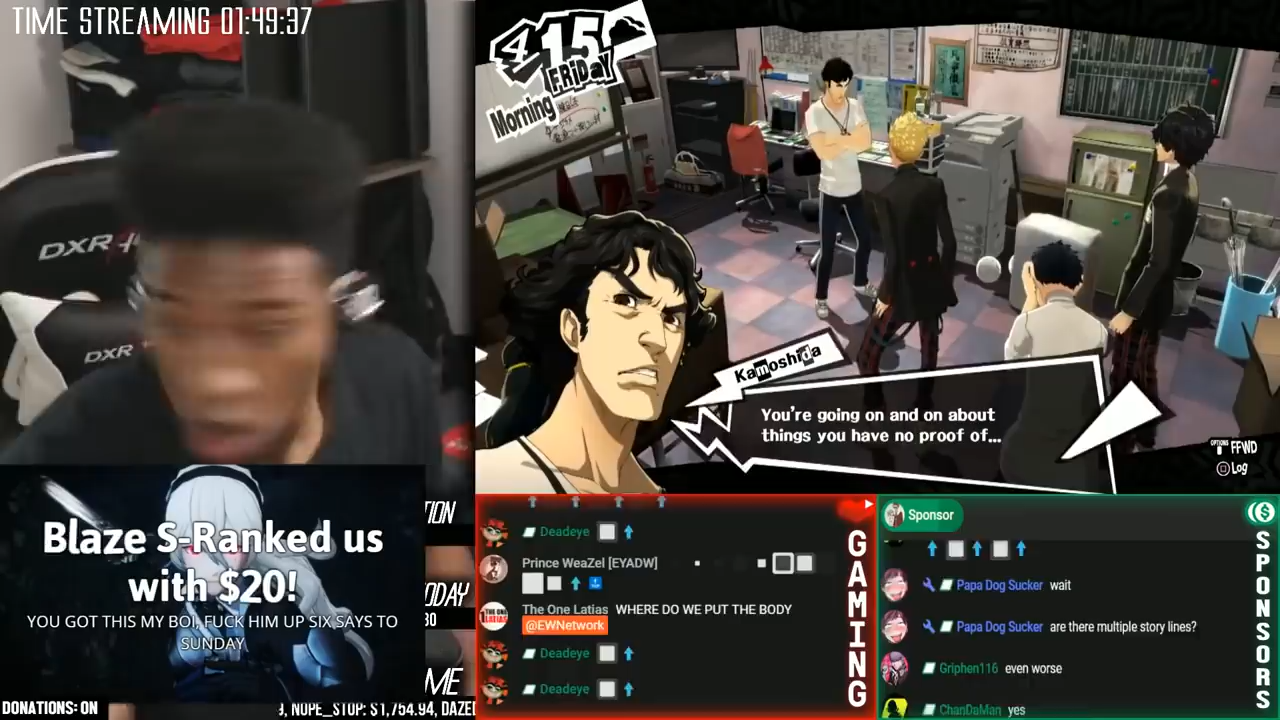 TIME STREAMING 01:49:37
DXR
DXR
4/15
FRiDaY
Morning
Kamoshida
You're going on and on about
things you have no proof of...
OPTIONS FFWD
Log
Blaze S-Ranked us
with $20!
YOU GOT THIS MY BOI, FUCK HIM UP SIX SAYS TO
SUNDAY
DONATIONS: ON
NOPE_STOP: $1,754.94, DAZE
Deadeye
Prince WeaZel [EYADW]
The One Latias WHERE DO WE PUT THE BODY
@EWNetwork
Deadeye
Deadeye
GAMING
Sponsor
Papa Dog Sucker wait
Papa Dog Sucker are there multiple story lines?
Griphen116 even worse
ChanDaMan yes
SPONSORS